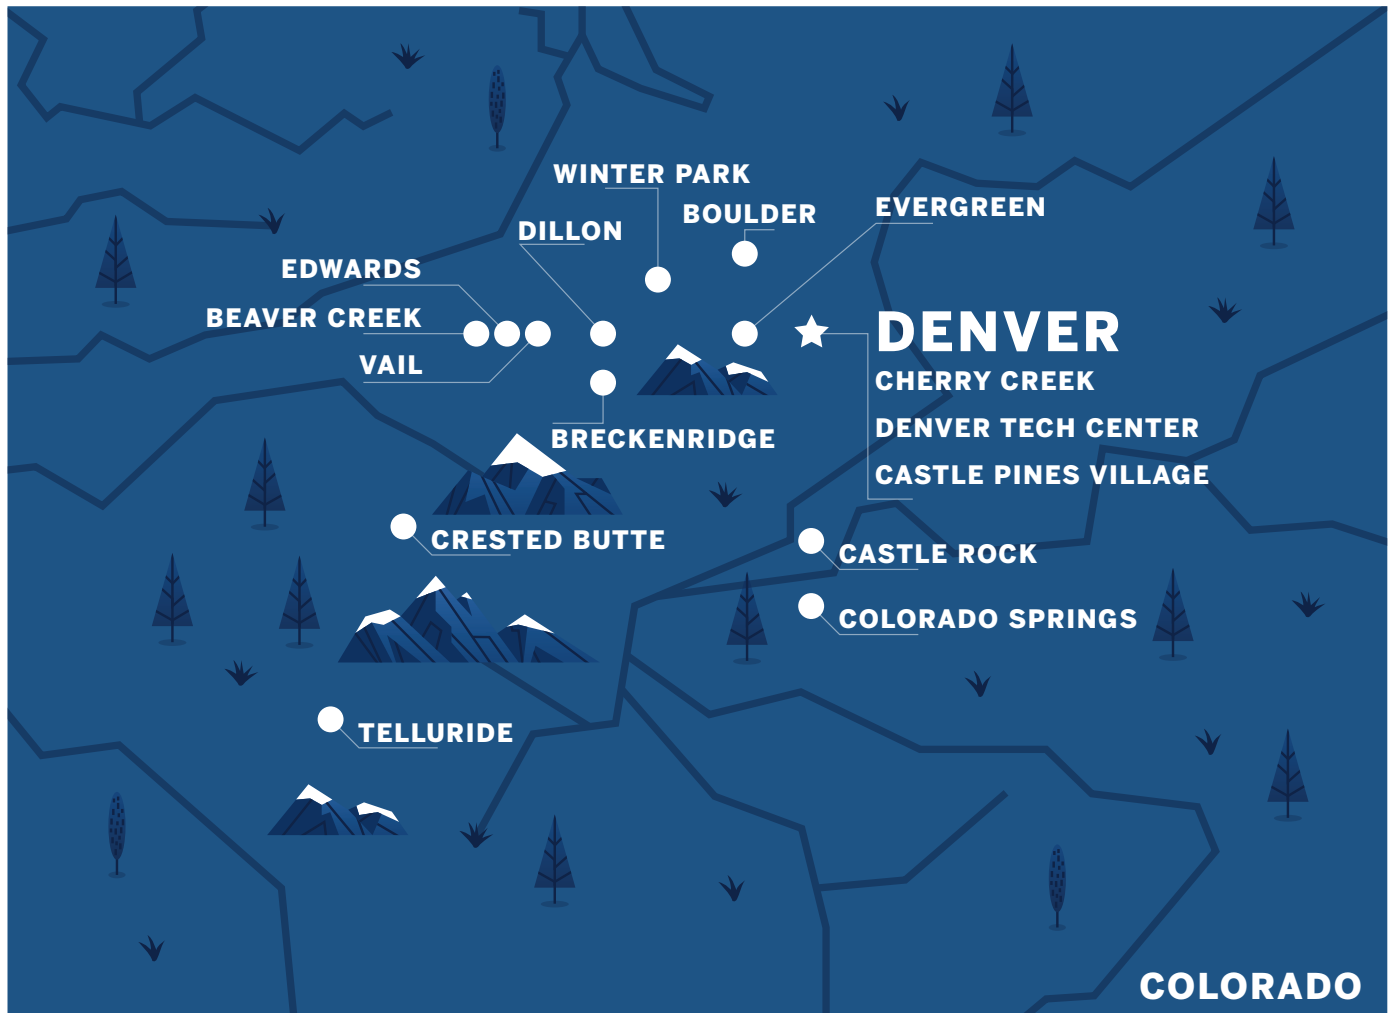 WINTER PARK
BOULDER
EVERGREEN
DILLON
EDWARDS
BEAVER CREEK
VAIL
DENVER
CHERRY CREEK
DENVER TECH CENTER
CASTLE PINES VILLAGE
BRECKENRIDGE
CRESTED BUTTE
CASTLE ROCK
COLORADO SPRINGS
TELLURIDE
COLORADO